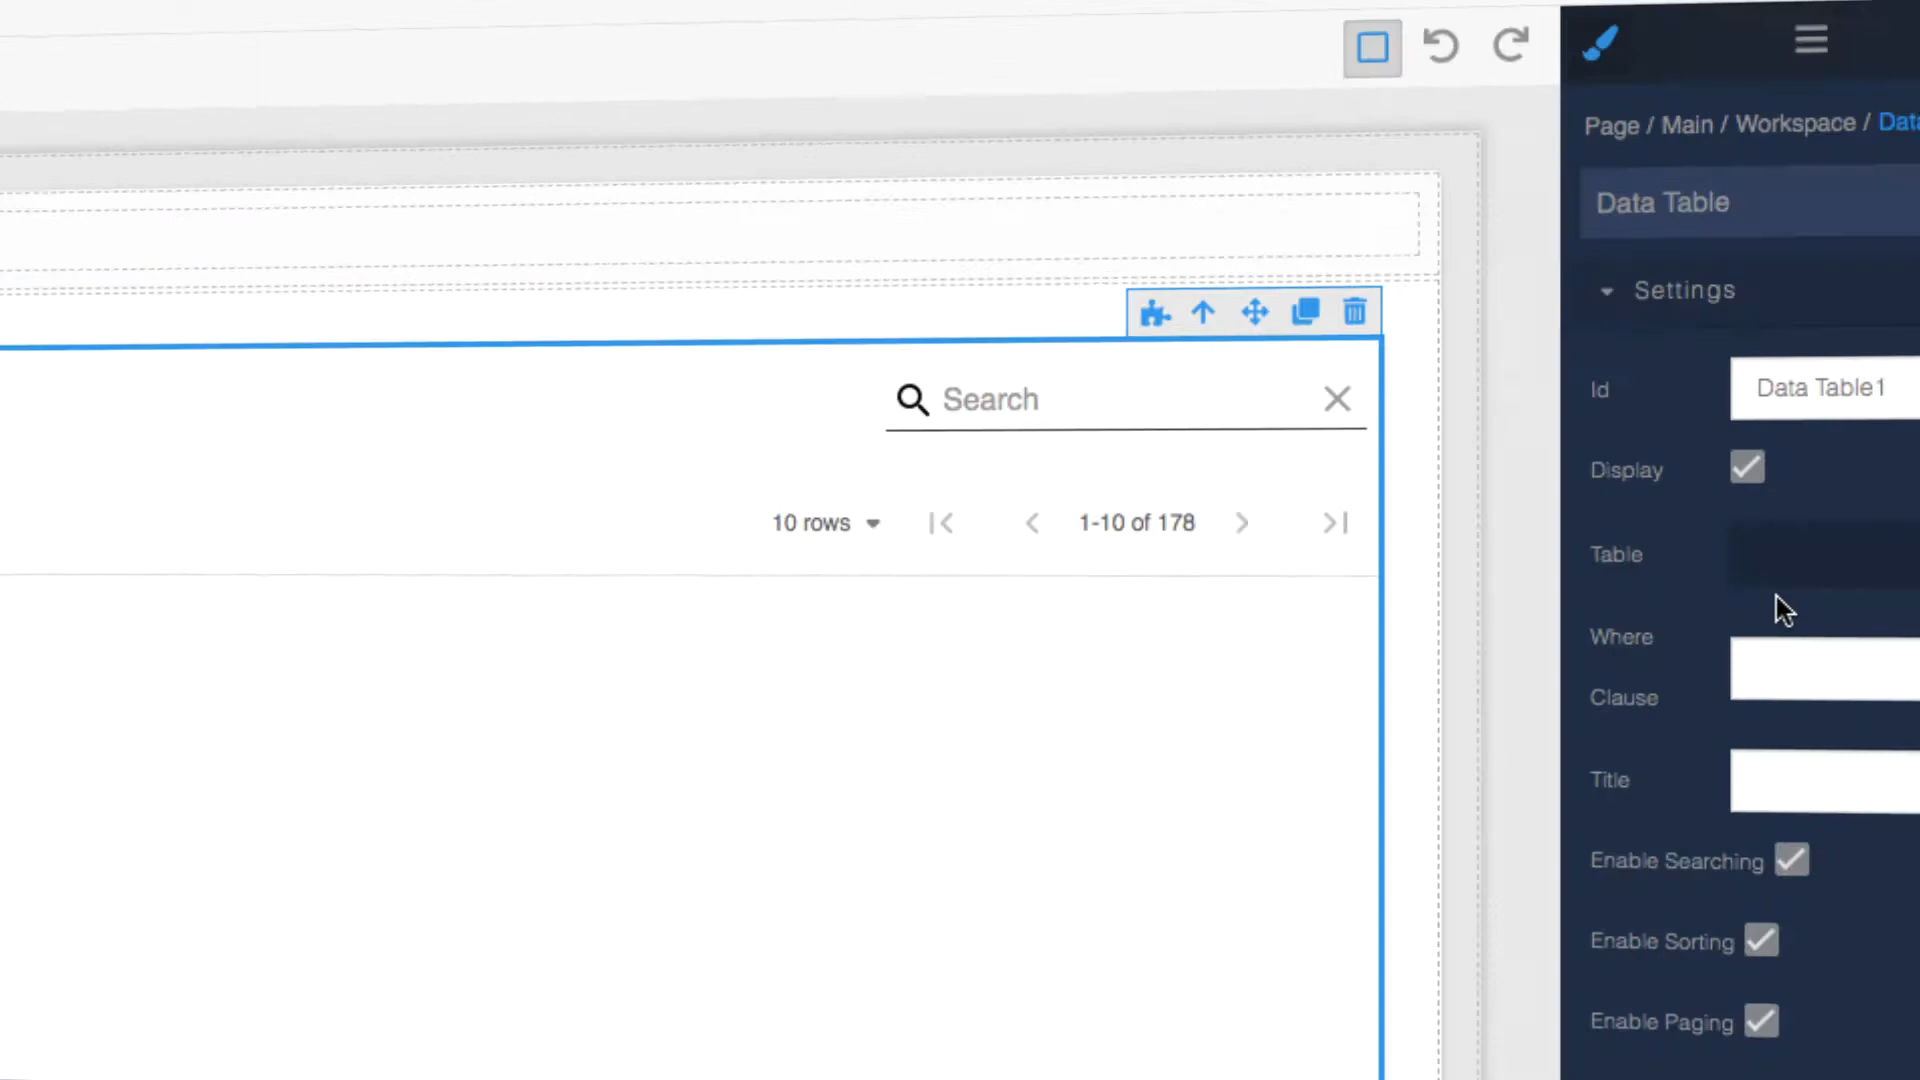 Page / Main / Workspace / Data
Data Table
Settings
Search
Id
Data Table1
Display
10 rows
1-10 of 178
Table
Where
Clause
Title
Enable Searching
Enable Sorting
Enable Paging